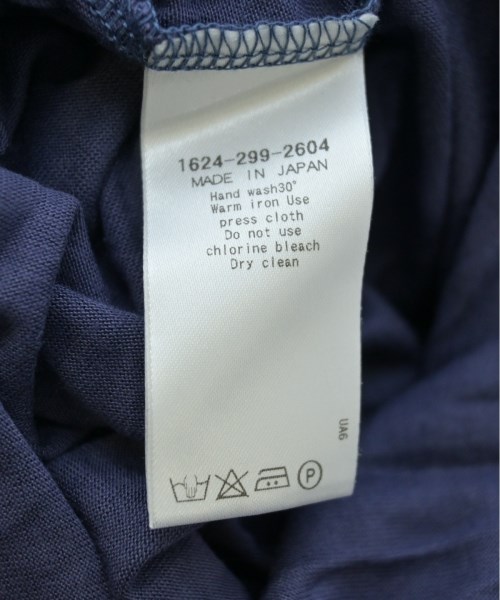 1624-299-2604
MADE IN JAPAN
Hand wash30°
Warm iron Use
press cloth
Do not use
chlorine bleach
Dry clean
UA6
P